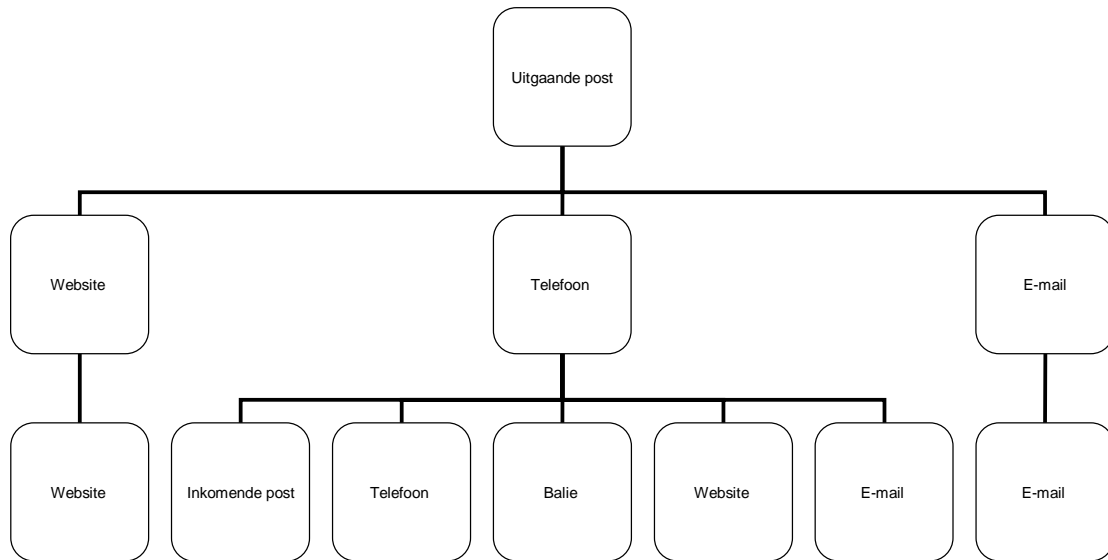 Uitgaande post
Website
Telefoon
E-mail
Website
Inkomende post
Telefoon
Balie
Website
E-mail
E-mail